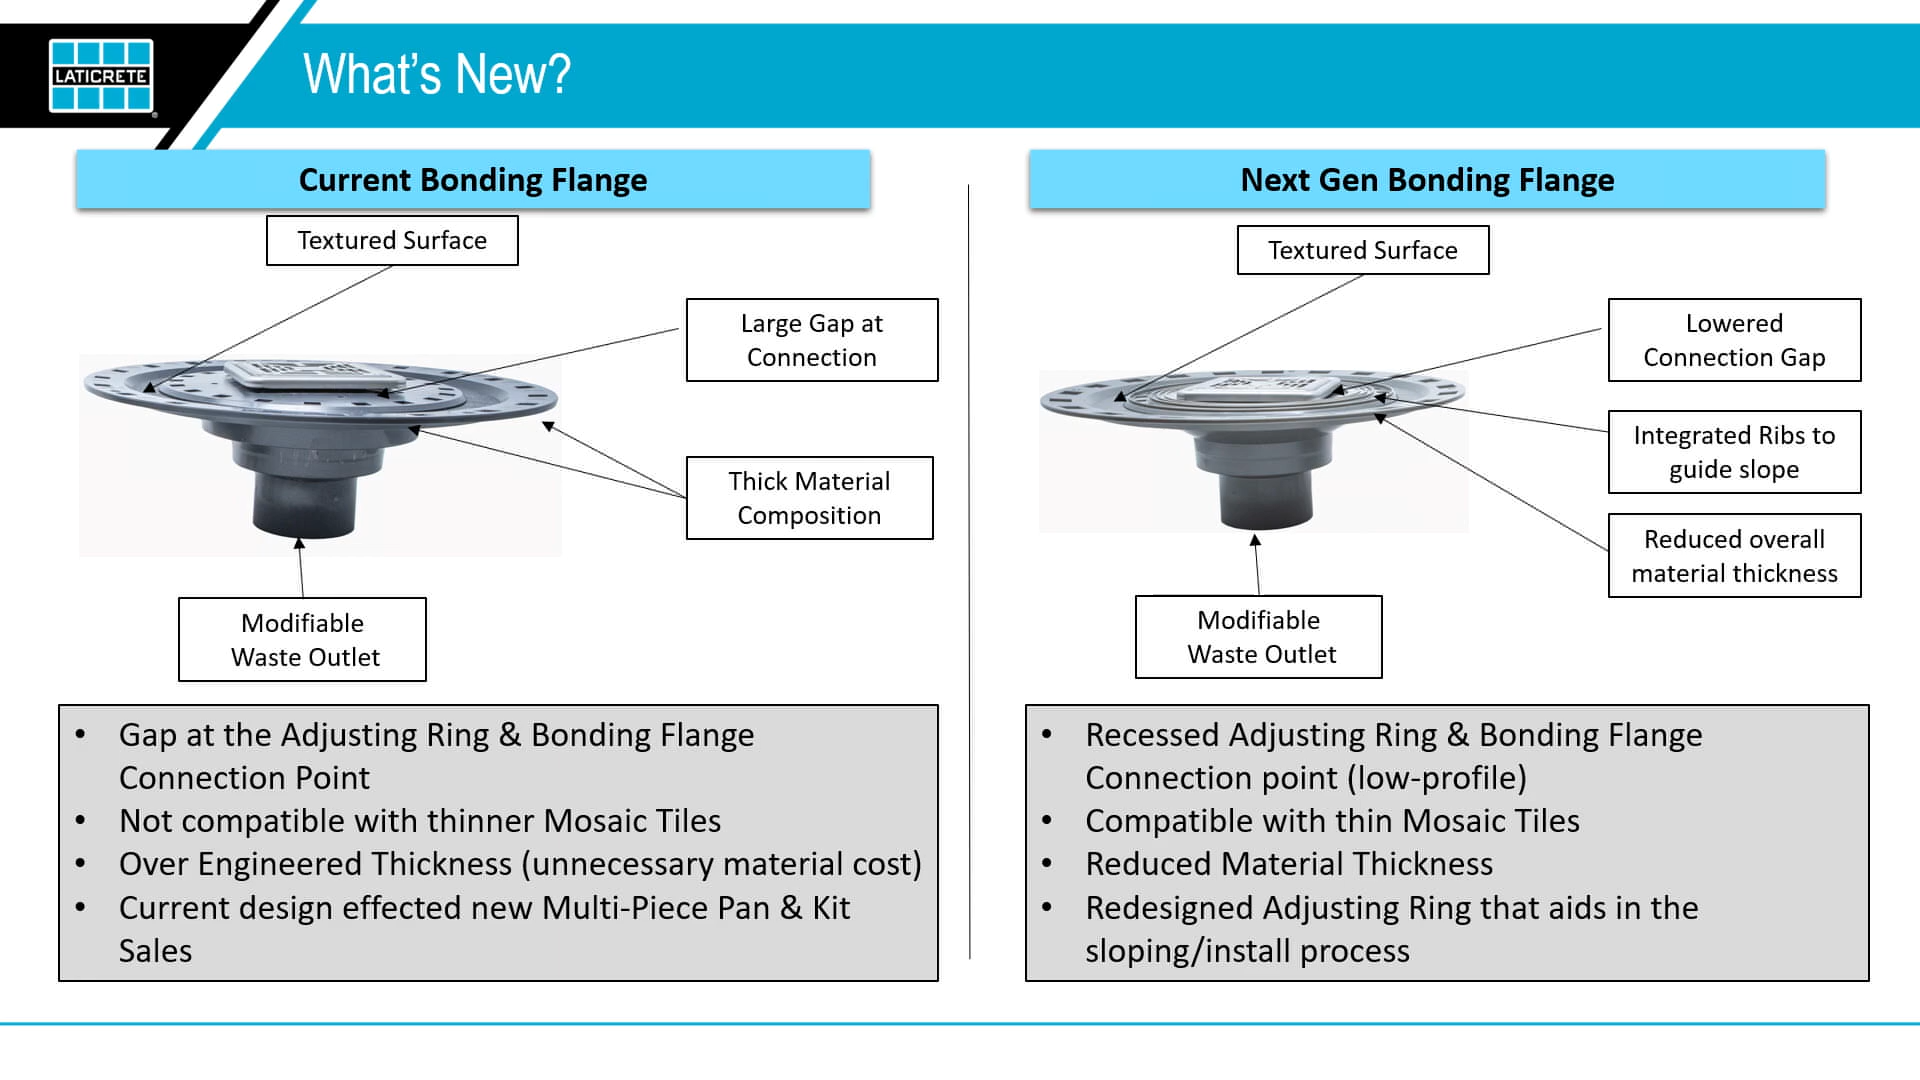 LATICRETE
®
What's New?
Current Bonding Flange
Textured Surface
Large Gap at
Connection
Thick Material
Composition
Modifiable
Waste Outlet
• Gap at the Adjusting Ring & Bonding Flange
Connection Point
• Not compatible with thinner Mosaic Tiles
• Over Engineered Thickness (unnecessary material cost)
• Current design effected new Multi-Piece Pan & Kit
Sales
Next Gen Bonding Flange
Textured Surface
Lowered
Connection Gap
Integrated Ribs to
guide slope
Reduced overall
material thickness
Modifiable
Waste Outlet
• Recessed Adjusting Ring & Bonding Flange
Connection point (low-profile)
• Compatible with thin Mosaic Tiles
• Reduced Material Thickness
• Redesigned Adjusting Ring that aids in the
sloping/install process